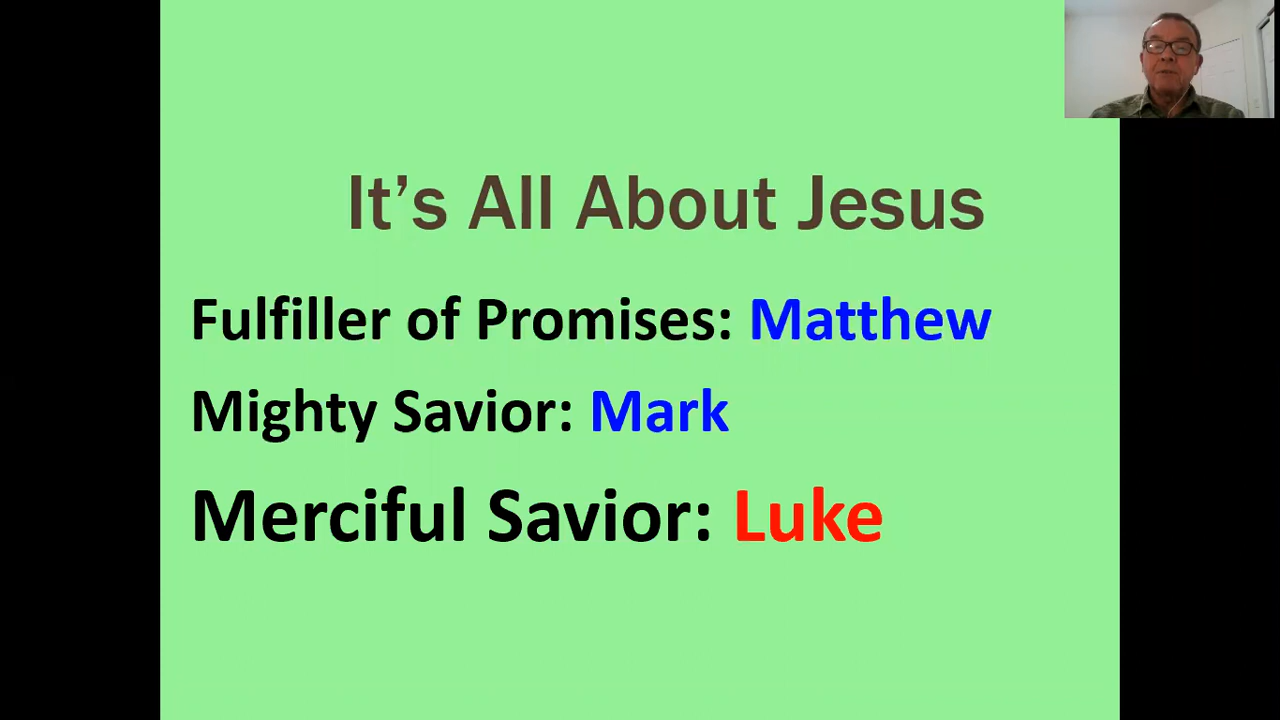 It’s All About Jesus
Fulfiller of Promises: Matthew
Mighty Savior: Mark
Merciful Savior: Luke